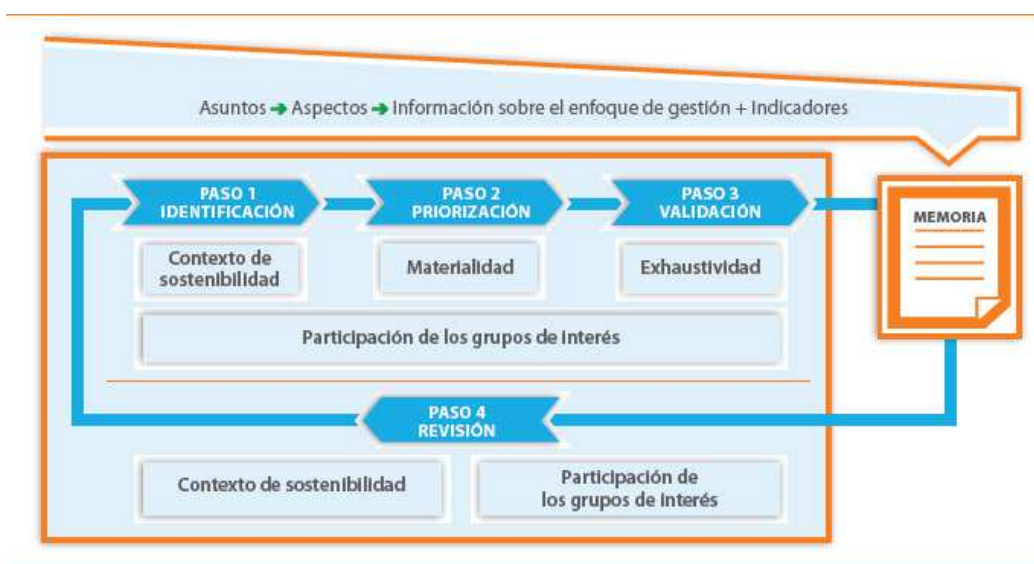 Asuntos ➔ Aspectos ➔ Información sobre el enfoque de gestión + Indicadores
PASO 1
IDENTIFICACIÓN
PASO 2
PRIORIZACIÓN
PASO 3
VALIDACIÓN
MEMORIA
Contexto de
sostenibilidad
Materialidad
Exhaustividad
Participación de los grupos de interés
PASO 4
REVISIÓN
Contexto de sostenibilidad
Participación de
los grupos de interés